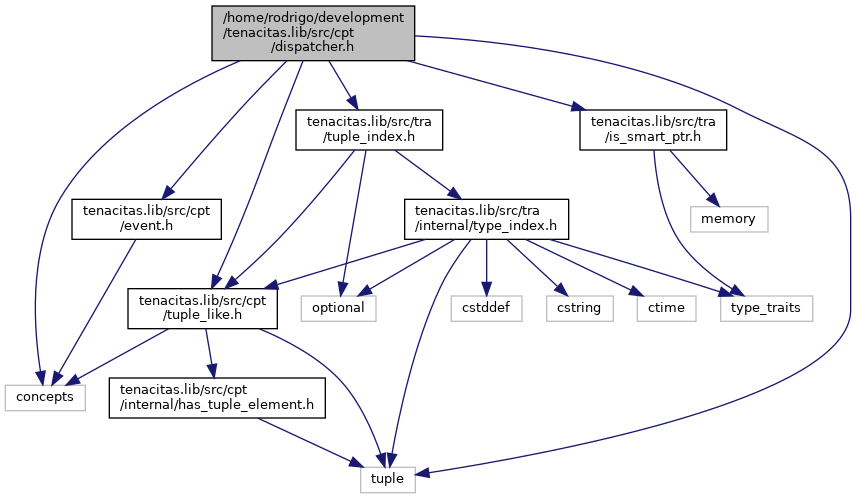 /home/rodrigo/development
/tenacitas.lib/src/cpt
/dispatcher.h
tenacitas.lib/src/tra
/tuple_index.h
tenacitas.lib/src/tra
/is_smart_ptr.h
tenacitas.lib/src/cpt
/event.h
tenacitas.lib/src/tra
/internal/type_index.h
memory
tenacitas.lib/src/cpt
/tuple_like.h
optional
cstddef
cstring
ctime
type_traits
concepts
tenacitas.lib/src/cpt
/internal/has_tuple_element.h
tuple